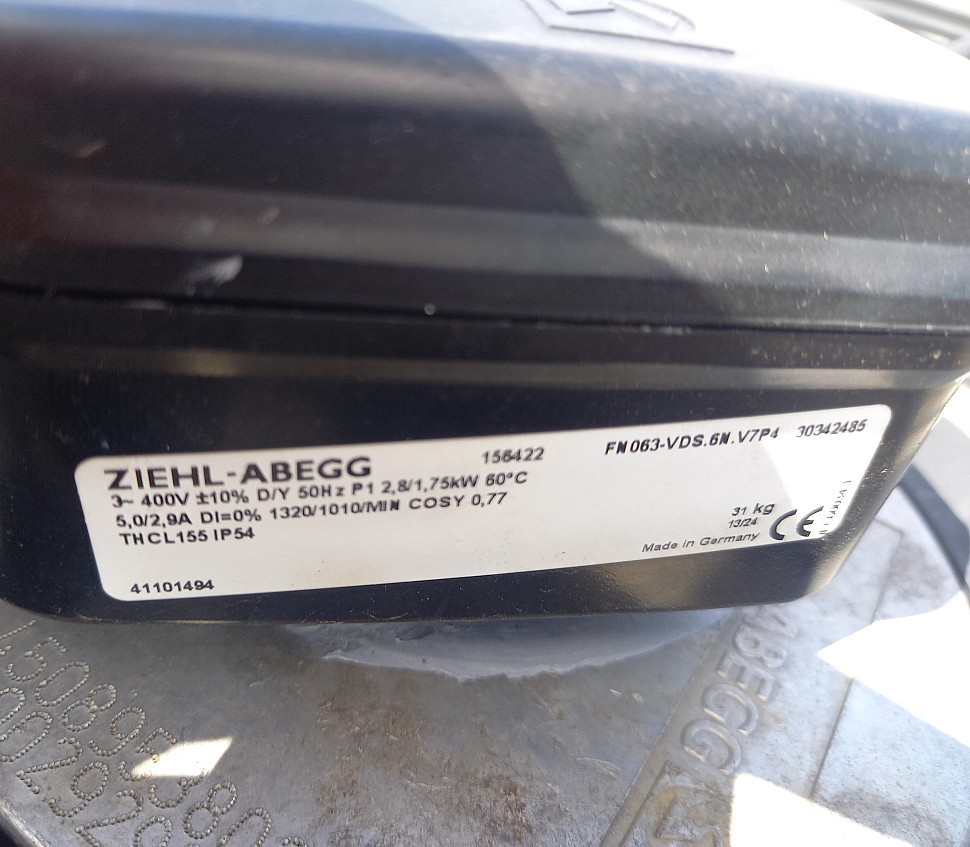 ZIEHL-ABEGG 156422 FN063-VDS.6N.V7P4 30342485
3~ 400V ±10% D/Y 50Hz P1 2,8/1,75kW 60°C
5,0/2,9A DI=0% 1320/1010/MIN COSY 0,77
THCL155 IP54
31 kg
13/24
CE
Made in Germany
41101494
ABEGG